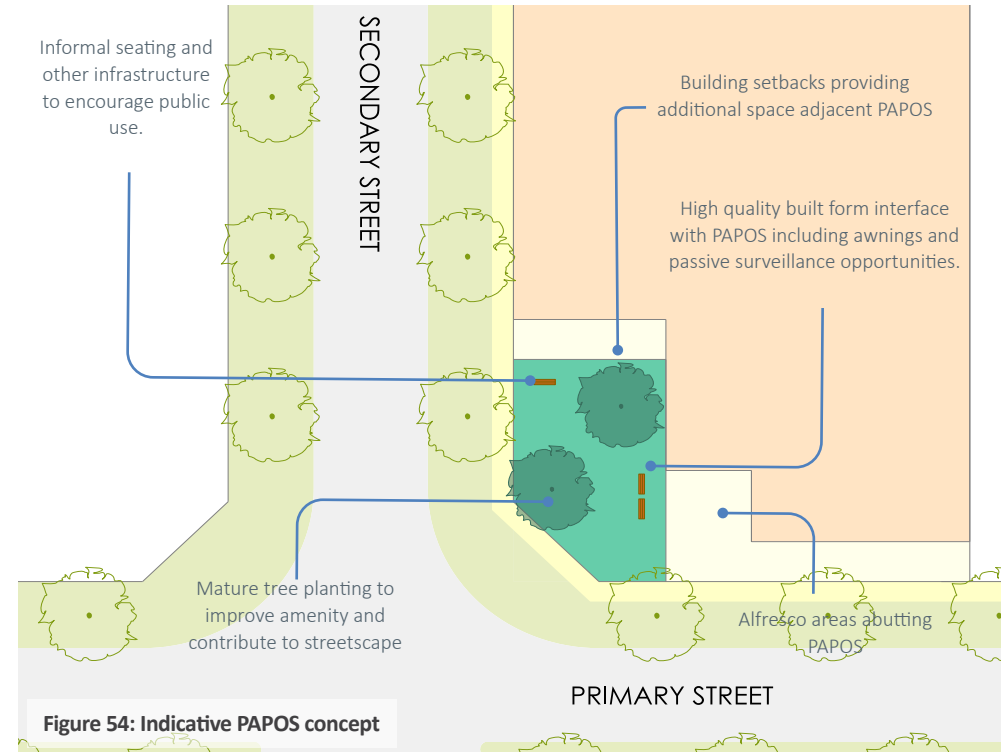 Informal seating and
other infrastructure
to encourage public
use.
SECONDARY STREET
Building setbacks providing
additional space adjacent PAPOS
High quality built form interface
with PAPOS including awnings and
passive surveillance opportunities.
Mature tree planting to
improve amenity and
contribute to streetscape
Alfresco areas abutting
PAPOS
PRIMARY STREET
Figure 54: Indicative PAPOS concept